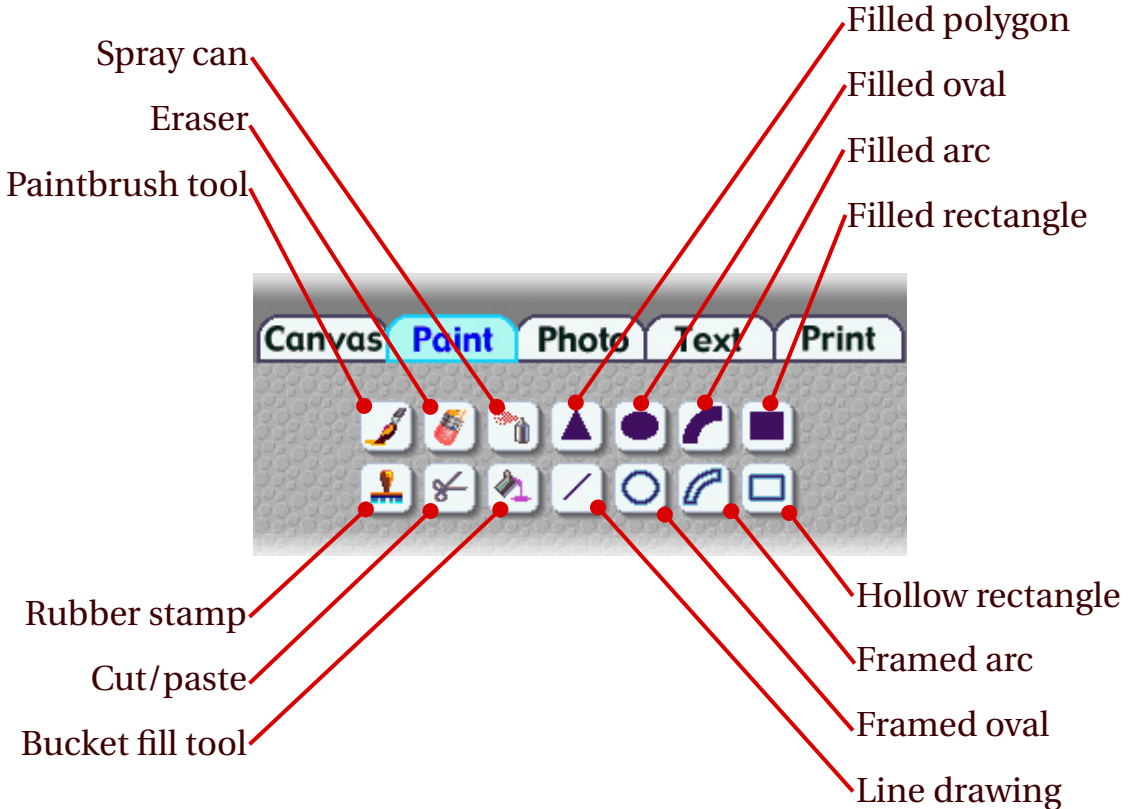 Spray can
Eraser
Paintbrush tool
Filled polygon
Filled oval
Filled arc
Filled rectangle
Canvas Paint Photo Text Print
Rubber stamp
Cut/paste
Bucket fill tool
Hollow rectangle
Framed arc
Framed oval
Line drawing